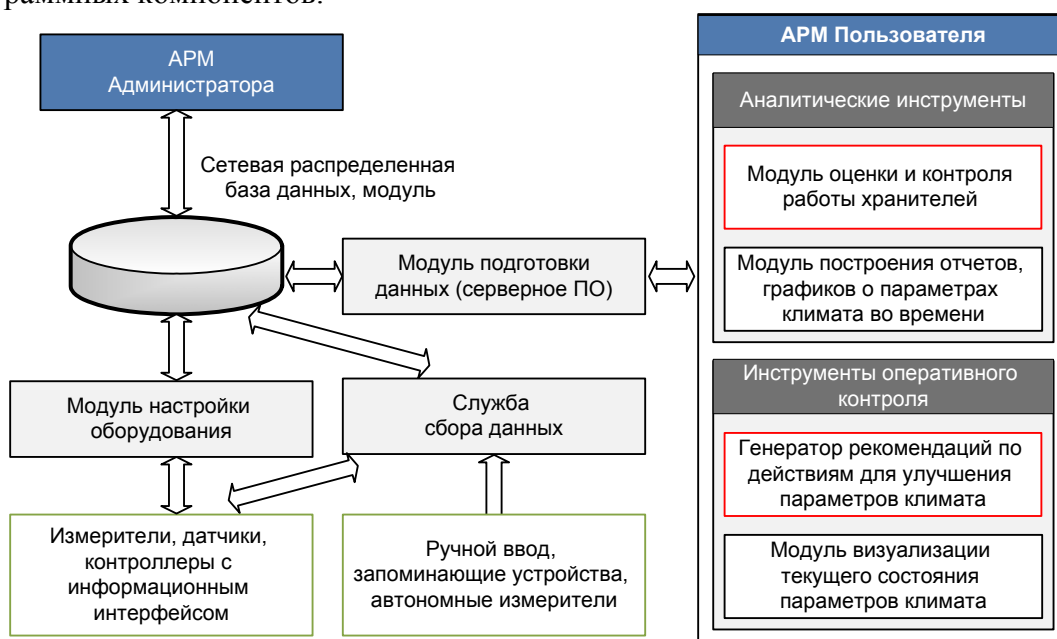 раммных компонентов.
АРМ
Администратора
Сетевая распределенная
база данных, модуль
Модуль подготовки
данных (серверное ПО)
Модуль настройки
оборудования
Служба
сбора данных
Измерители, датчики,
контроллеры с
информационным
интерфейсом
Ручной ввод,
запоминающие устройства,
автономные измерители
АРМ Пользователя
Аналитические инструменты
Модуль оценки и контроля
работы хранителей
Модуль построения отчетов,
графиков о параметрах
климата во времени
Инструменты оперативного
контроля
Генератор рекомендаций по
действиям для улучшения
параметров климата
Модуль визуализации
текущего состояния
параметров климата